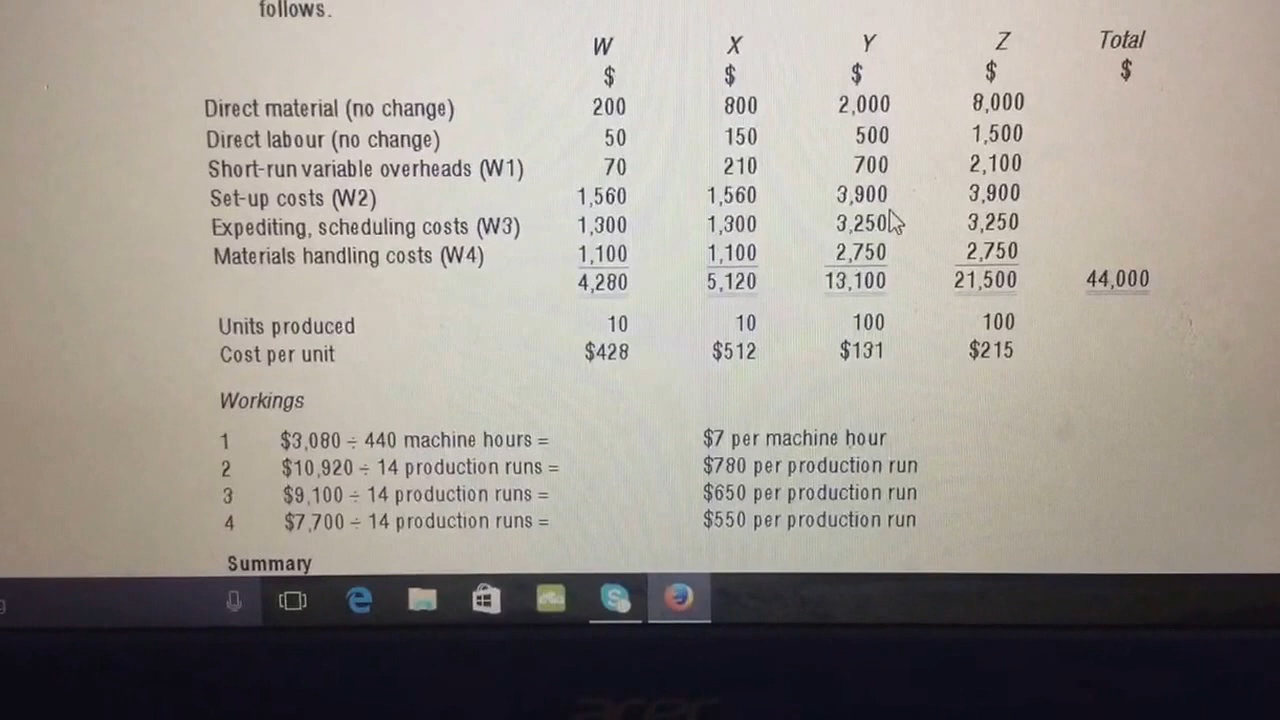 follows.
W X Y Z Total
$ $ $ $ $
Direct material (no change) 200 800 2,000 8,000
Direct labour (no change) 50 150 500 1,500
Short-run variable overheads (W1) 70 210 700 2,100
Set-up costs (W2) 1,560 1,560 3,900 3,900
Expediting, scheduling costs (W3) 1,300 1,300 3,250 3,250
Materials handling costs (W4) 1,100 1,100 2,750 2,750
4,280 5,120 13,100 21,500 44,000
Units produced 10 10 100 100
Cost per unit $428 $512 $131 $215
Workings
1 $3,080 ÷ 440 machine hours = $7 per machine hour
2 $10,920 ÷ 14 production runs = $780 per production run
3 $9,100 ÷ 14 production runs = $650 per production run
4 $7,700 ÷ 14 production runs = $550 per production run
Summary
acer